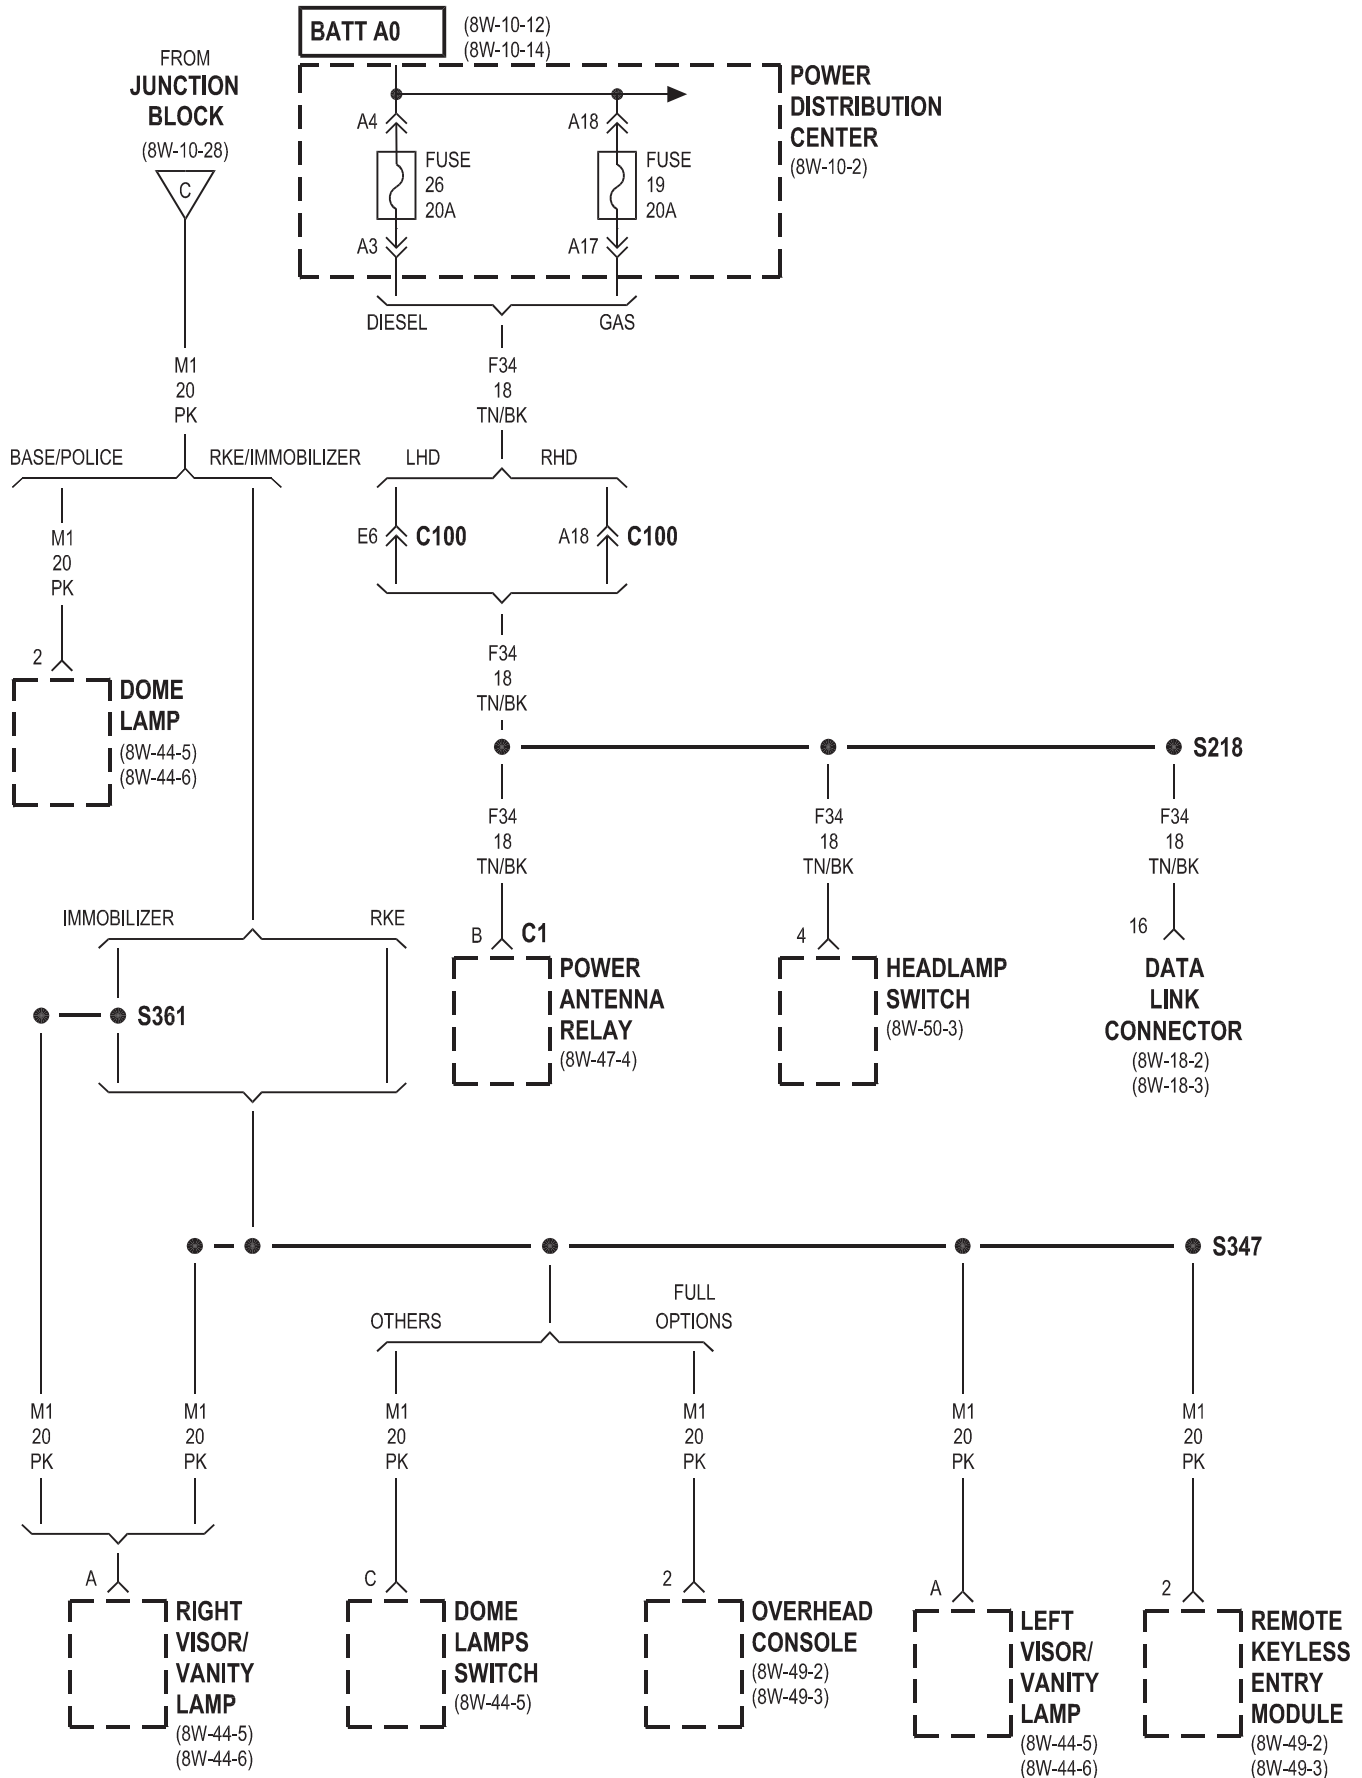 BATT A0
(8W-10-12)
(8W-10-14)
FROM
JUNCTION
BLOCK
(8W-10-28)
C
POWER
DISTRIBUTION
CENTER
(8W-10-2)
A4
FUSE
26
20A
A3
A18
FUSE
19
20A
A17
DIESEL
GAS
M1
20
PK
F34
18
TN/BK
BASE/POLICE
RKE/IMMOBILIZER
LHD
RHD
M1
20
PK
E6
C100
A18
C100
2
DOME
LAMP
(8W-44-5)
(8W-44-6)
F34
18
TN/BK
S218
F34
18
TN/BK
F34
18
TN/BK
F34
18
TN/BK
IMMOBILIZER
RKE
B
C1
POWER
ANTENNA
RELAY
(8W-47-4)
4
HEADLAMP
SWITCH
(8W-50-3)
16
DATA
LINK
CONNECTOR
(8W-18-2)
(8W-18-3)
S361
S347
OTHERS
FULL
OPTIONS
M1
20
PK
M1
20
PK
M1
20
PK
M1
20
PK
M1
20
PK
M1
20
PK
A
RIGHT
VISOR/
VANITY
LAMP
(8W-44-5)
(8W-44-6)
C
DOME
LAMPS
SWITCH
(8W-44-5)
2
OVERHEAD
CONSOLE
(8W-49-2)
(8W-49-3)
A
LEFT
VISOR/
VANITY
LAMP
(8W-44-5)
(8W-44-6)
2
REMOTE
KEYLESS
ENTRY
MODULE
(8W-49-2)
(8W-49-3)